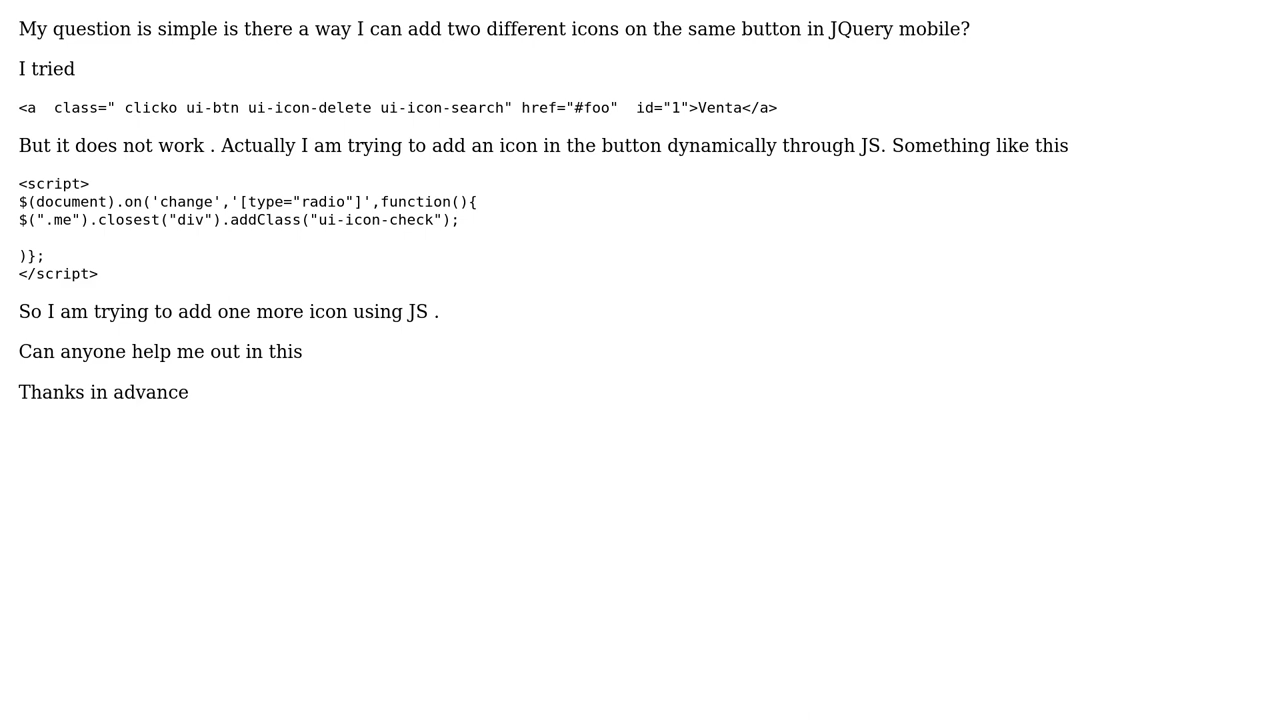 My question is simple is there a way I can add two different icons on the same button in JQuery mobile?
I tried
<a  class=" clicko ui-btn ui-icon-delete ui-icon-search" href="#foo"  id="1">Venta</a>
But it does not work . Actually I am trying to add an icon in the button dynamically through JS. Something like this
<script>
$(document).on('change','[type="radio"]',function(){
$(".me").closest("div").addClass("ui-icon-check");
)};
</script>
So I am trying to add one more icon using JS .
Can anyone help me out in this
Thanks in advance